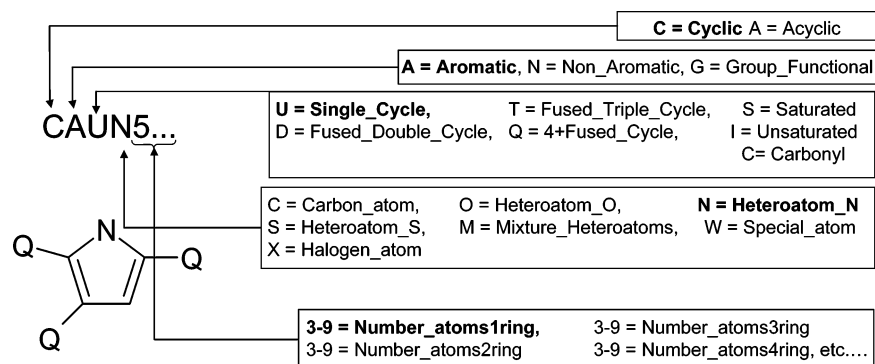 C = Cyclic A = Acyclic
A = Aromatic, N = Non_Aromatic, G = Group_Functional
U = Single_Cycle, T = Fused_Triple_Cycle, S = Saturated
D = Fused_Double_Cycle, Q = 4+Fused_Cycle, I = Unsaturated
C= Carbonyl
CAUN5...
C = Carbon_atom, O = Heteroatom_O, N = Heteroatom_N
S = Heteroatom_S, M = Mixture_Heteroatoms, W = Special_atom
X = Halogen_atom
N
Q Q
Q
3-9 = Number_atoms1ring, 3-9 = Number_atoms3ring
3-9 = Number_atoms2ring 3-9 = Number_atoms4ring, etc....